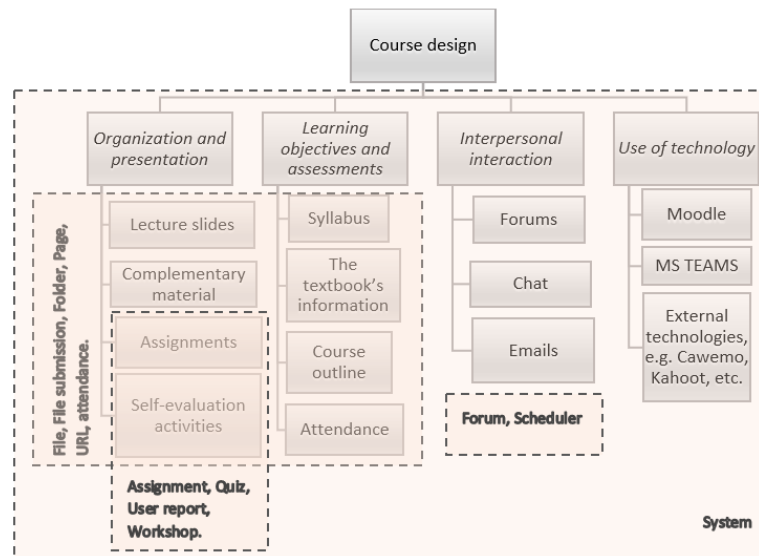 Course design
Organization and
presentation
Learning
objectives and
assessments
Interpersonal
interaction
Use of technology
File, File submission, Folder, Page,
URL, attendance.
Lecture slides
Complementary
material
Assignments
Self-evaluation
activities
Assignment, Quiz,
User report,
Workshop.
Syllabus
The
textbook's
information
Course
outline
Attendance
Forums
Chat
Emails
Forum, Scheduler
Moodle
MS TEAMS
External
technologies,
e.g. Cawemo,
Kahoot, etc.
System